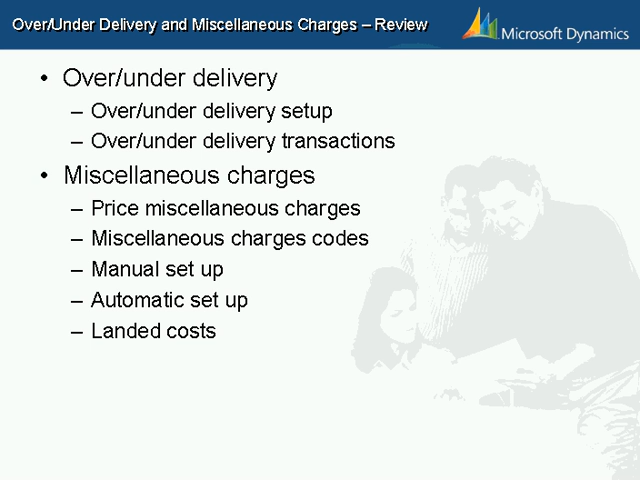 Over/Under Delivery and Miscellaneous Charges – Review
Microsoft Dynamics
• Over/under delivery
– Over/under delivery setup
– Over/under delivery transactions
• Miscellaneous charges
– Price miscellaneous charges
– Miscellaneous charges codes
– Manual set up
– Automatic set up
– Landed costs